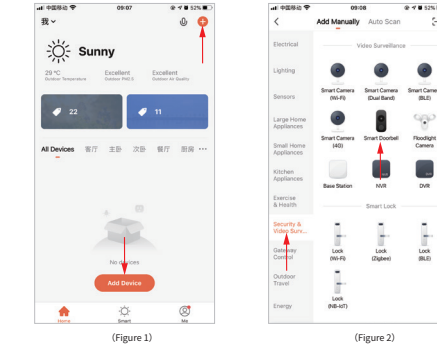 中国移动
09:07
52%
我
Sunny
29 °C
Excellent
Excellent
Outdoor Temperature
Outdoor PM2.5
Outdoor Air Quality
22
11
All Devices 客厅 主卧 次卧 餐厅 厨房 ···
No devices
Add Device
Home
Smart
Me
(Figure 1)
中国移动
09:08
52%
Add Manually Auto Scan
Electrical
Lighting
Sensors
Large Home
Appliances
Small Home
Appliances
Kitchen
Appliances
Exercise
& Health
Security &
Video Surv...
Gateway
Control
Outdoor
Travel
Energy
Video Surveillance
Smart Camera
(Wi-Fi)
Smart Camera
(Dual Band)
Smart Came
(BLE)
Smart Camera
(4G)
Smart Doorbell
Floodlight
Camera
Base Station
NVR
DVR
Smart Lock
Lock
(Wi-Fi)
Lock
(Zigbee)
Lock
(BLE)
Lock
(NB-IoT)
(Figure 2)